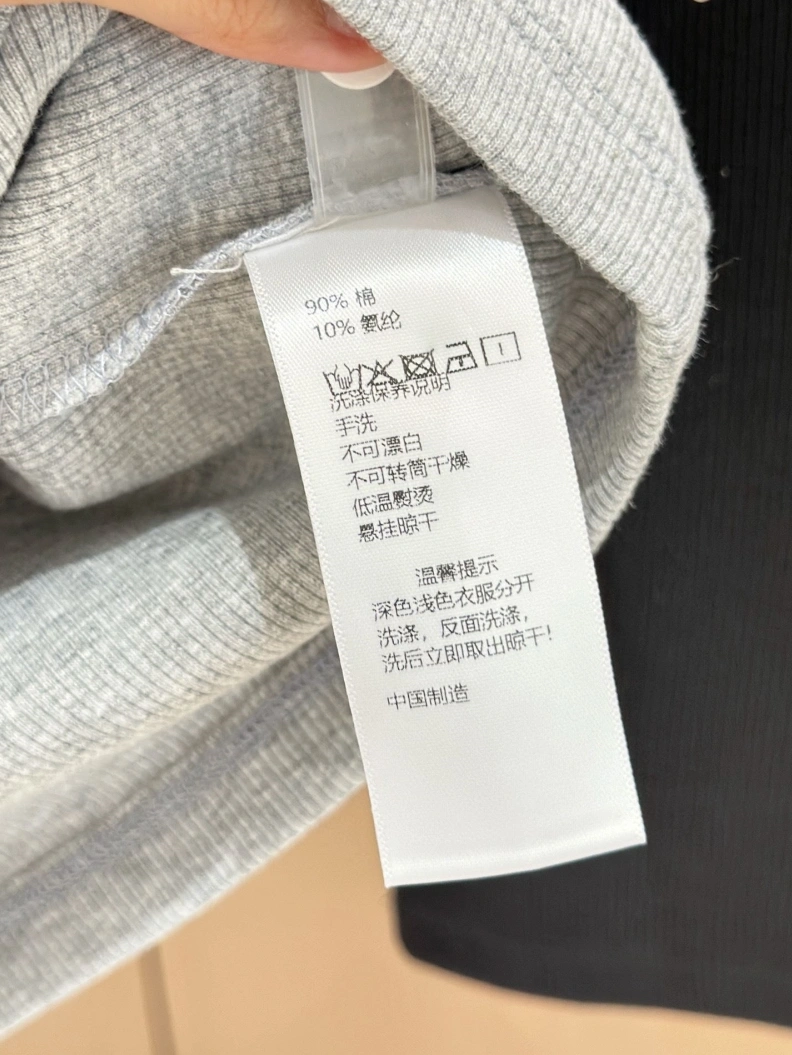 90% 棉
10% 氨纶
洗涤保养说明
手洗
不可漂白
不可转筒干燥
低温熨烫
悬挂晾干
温馨提示
深色浅色衣服分开
洗涤，反面洗涤，
洗后立即取出晾干！
中国制造